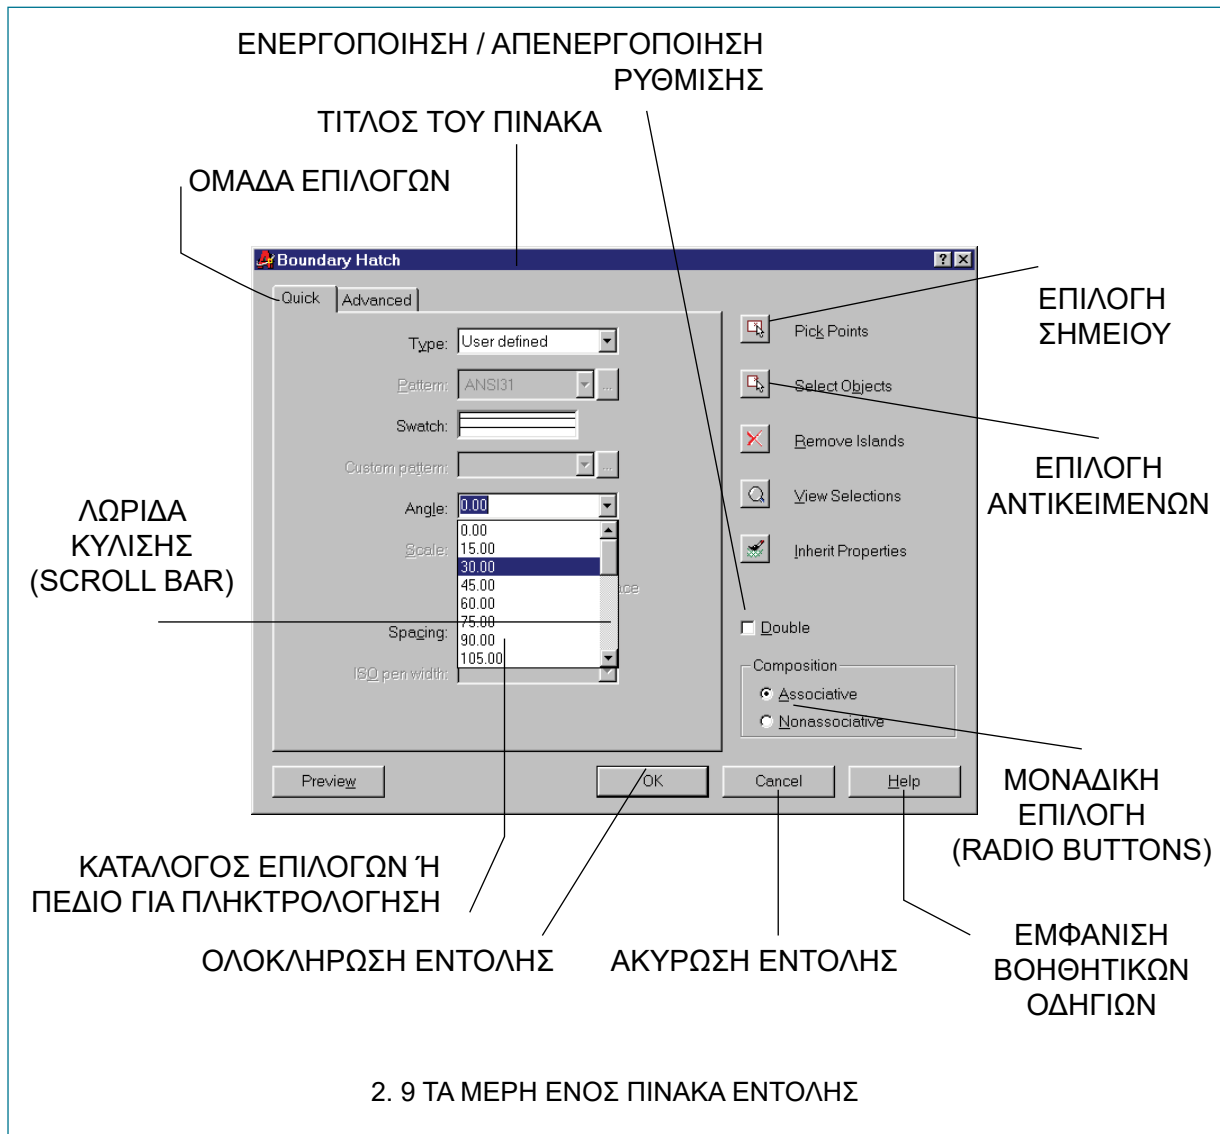 ΕΝΕΡΓΟΠΟΙΗΣΗ / ΑΠΕΝΕΡΓΟΠΟΙΗΣΗ
ΡΥΘΜΙΣΗΣ
ΤΙΤΛΟΣ ΤΟΥ ΠΙΝΑΚΑ
ΟΜΑΔΑ ΕΠΙΛΟΓΩΝ
Boundary Hatch
Quick
Advanced
Type:
User defined
Pattern:
ANSI31
...
Swatch:
Custom pattern:
...
Angle:
0.00
Scale:
0.00
15.00
30.00
45.00
60.00
75.00
90.00
105.00
Spacing:
ISO pen width:
Pick Points
Select Objects
Remove Islands
View Selections
Inherit Properties
Double
Composition
Associative
Nonassociative
Preview
OK
Cancel
Help
ΕΠΙΛΟΓΗ
ΣΗΜΕΙΟΥ
ΕΠΙΛΟΓΗ
ΑΝΤΙΚΕΙΜΕΝΩΝ
ΛΩΡΙΔΑ
ΚΥΛΙΣΗΣ
(SCROLL BAR)
ΜΟΝΑΔΙΚΗ
ΕΠΙΛΟΓΗ
(RADIO BUTTONS)
ΚΑΤΑΛΟΓΟΣ ΕΠΙΛΟΓΩΝ Ή
ΠΕΔΙΟ ΓΙΑ ΠΛΗΚΤΡΟΛΟΓΗΣΗ
ΟΛΟΚΛΗΡΩΣΗ ΕΝΤΟΛΗΣ
ΑΚΥΡΩΣΗ ΕΝΤΟΛΗΣ
ΕΜΦΑΝΙΣΗ
ΒΟΗΘΗΤΙΚΩΝ
ΟΔΗΓΙΩΝ
2. 9 ΤΑ ΜΕΡΗ ΕΝΟΣ ΠΙΝΑΚΑ ΕΝΤΟΛΗΣ